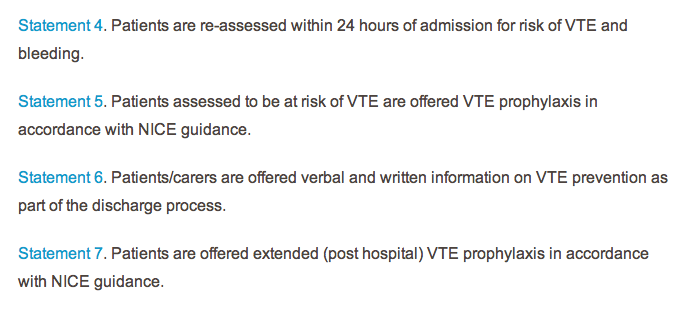 Statement 4. Patients are re-assessed within 24 hours of admission for risk of VTE and
bleeding.
Statement 5. Patients assessed to be at risk of VTE are offered VTE prophylaxis in
accordance with NICE guidance.
Statement 6. Patients/carers are offered verbal and written information on VTE prevention as
part of the discharge process.
Statement 7. Patients are offered extended (post hospital) VTE prophylaxis in accordance
with NICE guidance.